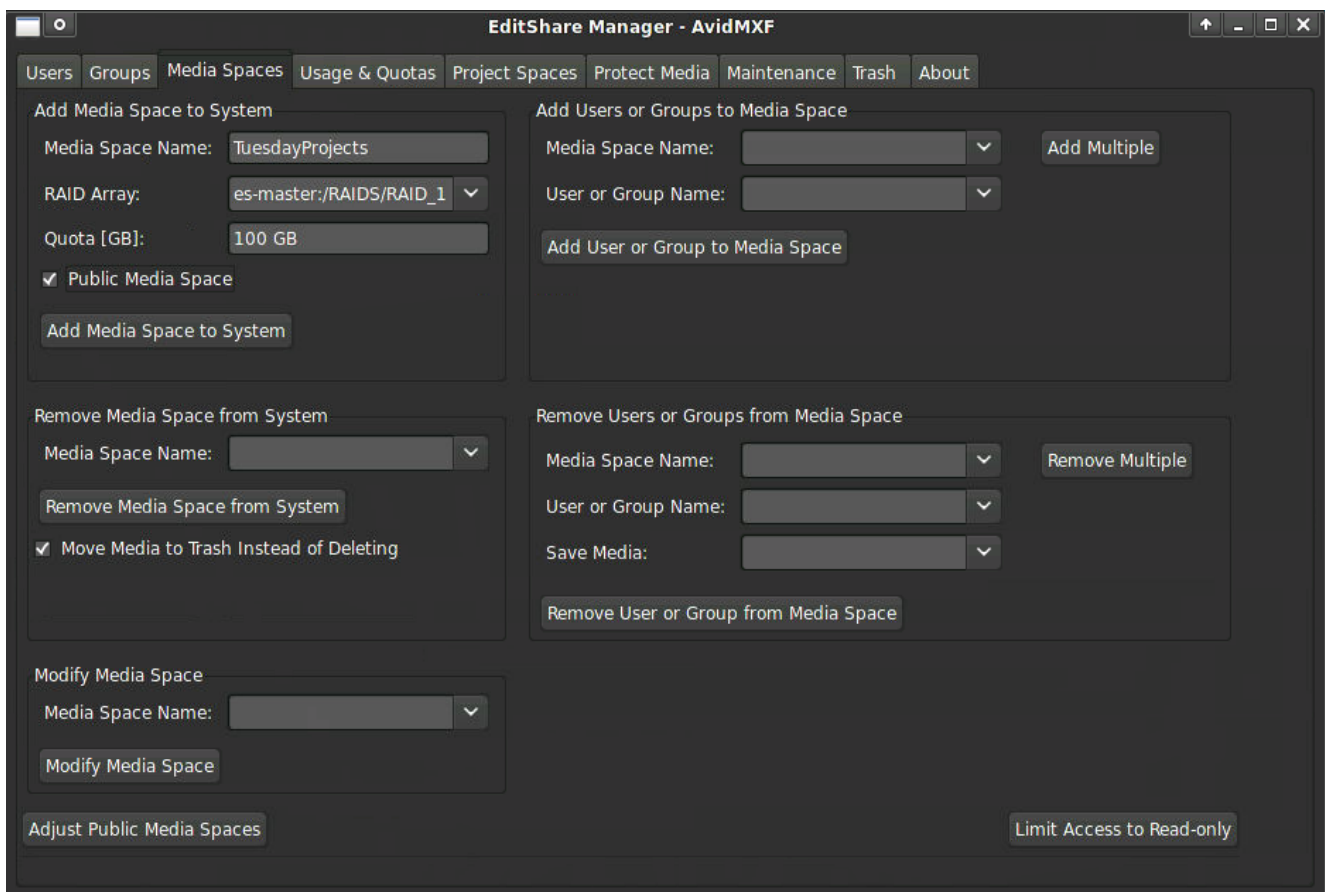 EditShare Manager - AvidMXF
Users Groups Media Spaces Usage & Quotas Project Spaces Protect Media Maintenance Trash About
Add Media Space to System
Media Space Name: TuesdayProjects
RAID Array: es-master:/RAIDS/RAID_1
Quota [GB]: 100 GB
Public Media Space
Add Media Space to System
Add Users or Groups to Media Space
Media Space Name: Add Multiple
User or Group Name:
Add User or Group to Media Space
Remove Media Space from System
Media Space Name:
Remove Media Space from System
Move Media to Trash Instead of Deleting
Remove Users or Groups from Media Space
Media Space Name: Remove Multiple
User or Group Name:
Save Media:
Remove User or Group from Media Space
Modify Media Space
Media Space Name:
Modify Media Space
Adjust Public Media Spaces
Limit Access to Read-only